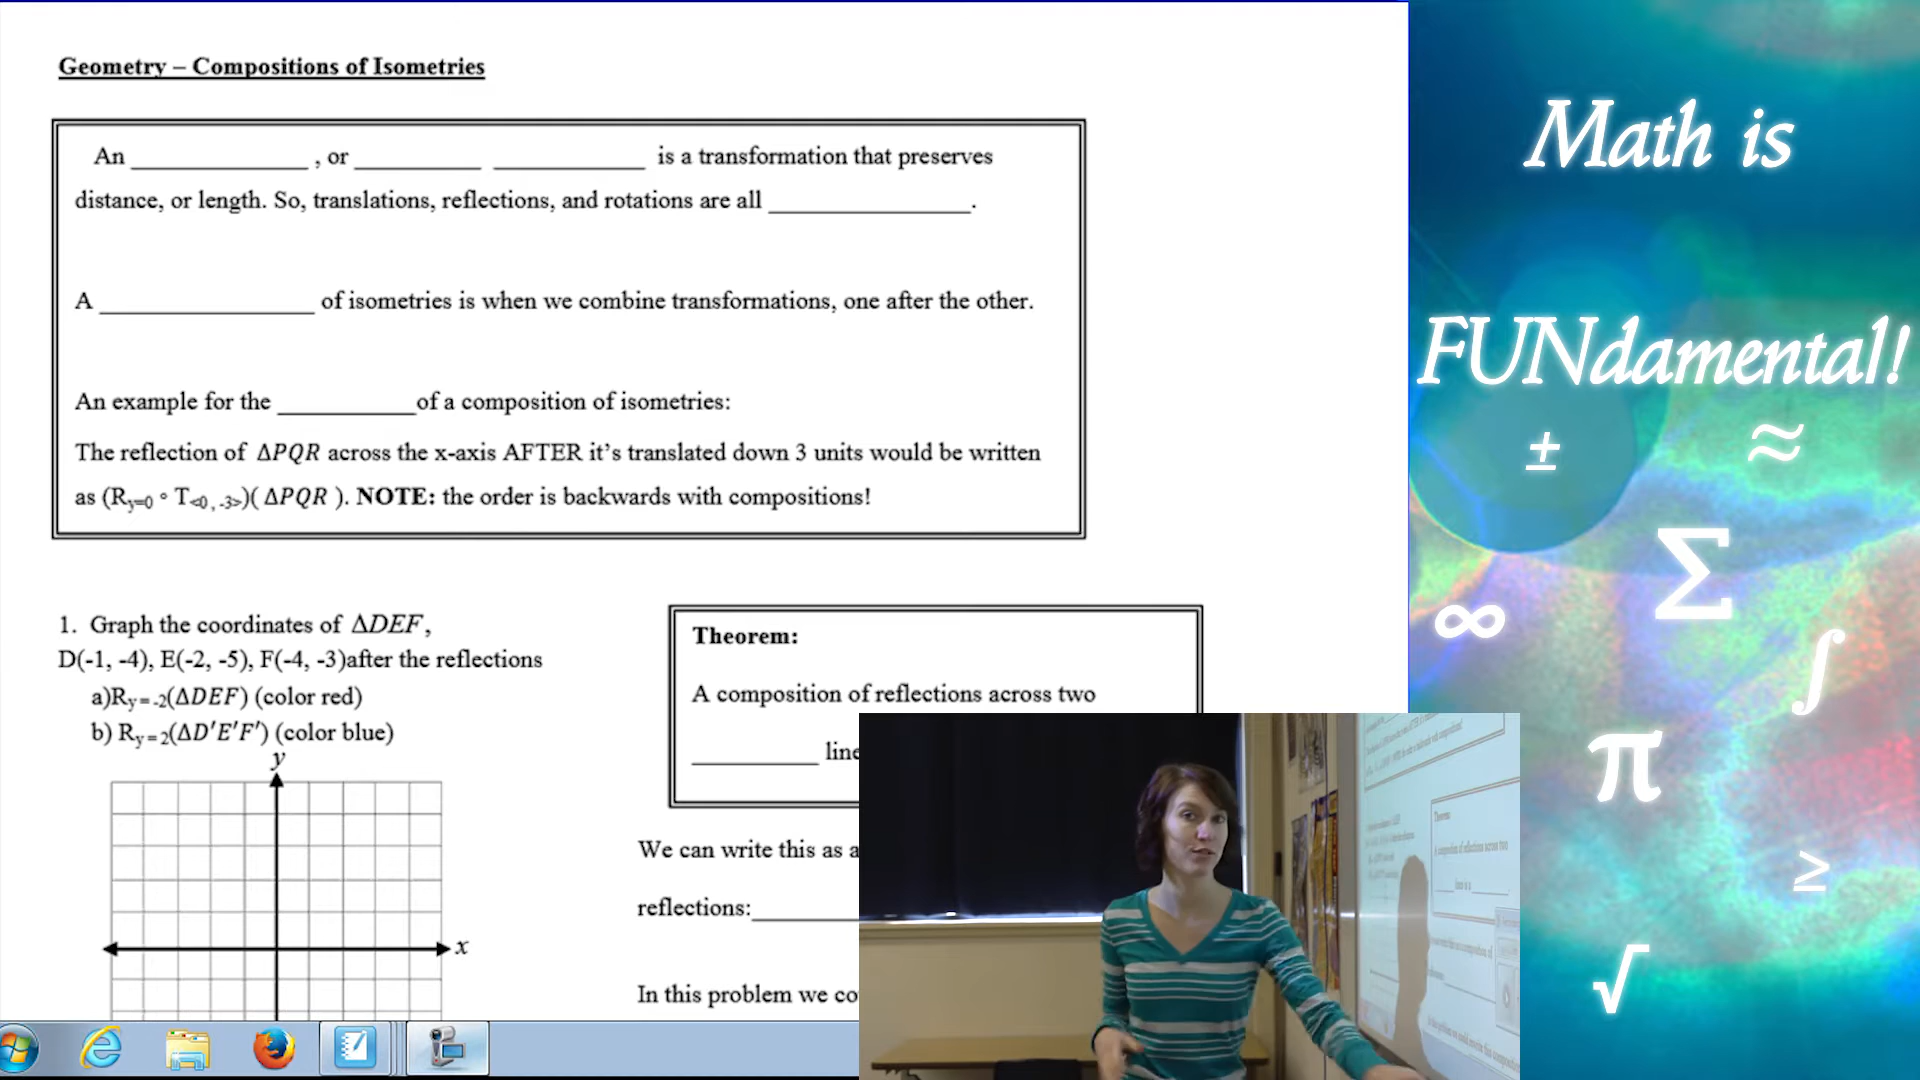 Geometry – Compositions of Isometries
An ______________ , or __________ ____________ is a transformation that preserves
distance, or length. So, translations, reflections, and rotations are all ________________.
A _________________ of isometries is when we combine transformations, one after the other.
An example for the ___________of a composition of isometries:
The reflection of ΔPQR across the x-axis AFTER it's translated down 3 units would be written
as (Ry=0 ∘ T<0 , -3>)( ΔPQR ). NOTE: the order is backwards with compositions!
1. Graph the coordinates of ΔDEF,
D(-1, -4), E(-2, -5), F(-4, -3)after the reflections
a)Ry = -2(ΔDEF) (color red)
b) Ry = 2(ΔD′E′F′) (color blue)
y
x
Theorem:
A composition of reflections across two
__________ line
We can write this as a
reflections:
In this problem we co
Math is
FUNdamental!
± ≈
Σ
∞
∫
π
≥
√